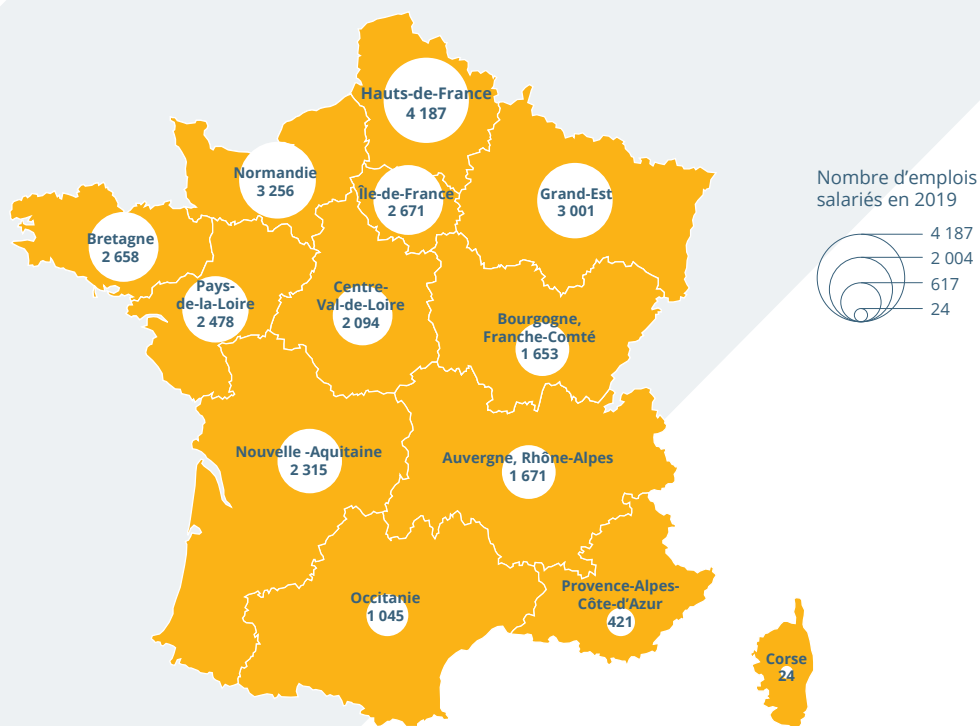 Hauts-de-France
4 187
Normandie
3 256
Île-de-France
2 671
Grand-Est
3 001
Bretagne
2 658
Pays-
de-la-Loire
2 478
Centre-
Val-de-Loire
2 094
Bourgogne,
Franche-Comté
1 653
Nouvelle -Aquitaine
2 315
Auvergne, Rhône-Alpes
1 671
Occitanie
1 045
Provence-Alpes-
Côte-d’Azur
421
Corse
24
Nombre d’emplois
salariés en 2019
4 187
2 004
617
24